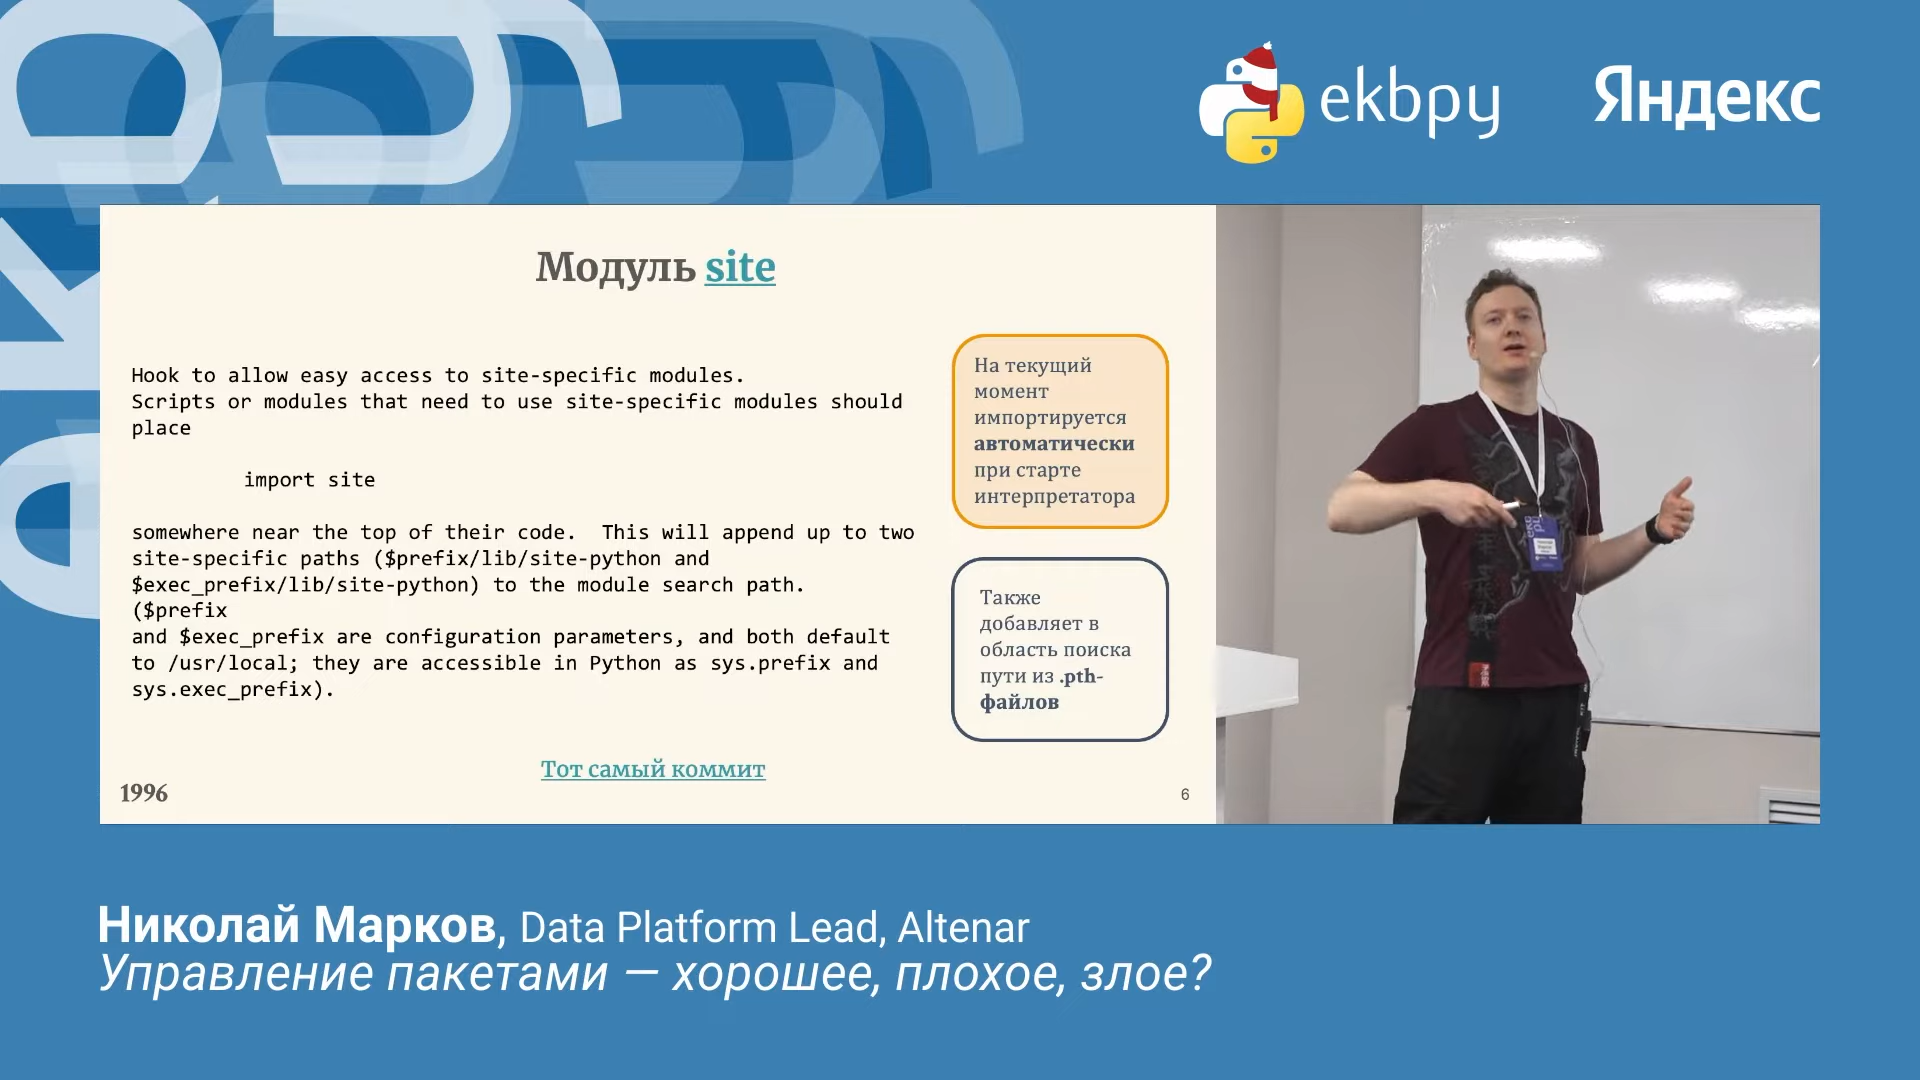 ekbpy
Яндекс
Модуль site
Hook to allow easy access to site-specific modules.
Scripts or modules that need to use site-specific modules should
place
import site
somewhere near the top of their code.  This will append up to two
site-specific paths ($prefix/lib/site-python and
$exec_prefix/lib/site-python) to the module search path.
($prefix
and $exec_prefix are configuration parameters, and both default
to /usr/local; they are accessible in Python as sys.prefix and
sys.exec_prefix).
На текущий
момент
импортируется
автоматически
при старте
интерпретатора
Также
добавляет в
область поиска
пути из .pth-
файлов
Тот самый коммит
1996
6
Николай Марков, Data Platform Lead, Altenar
Управление пакетами — хорошее, плохое, злое?